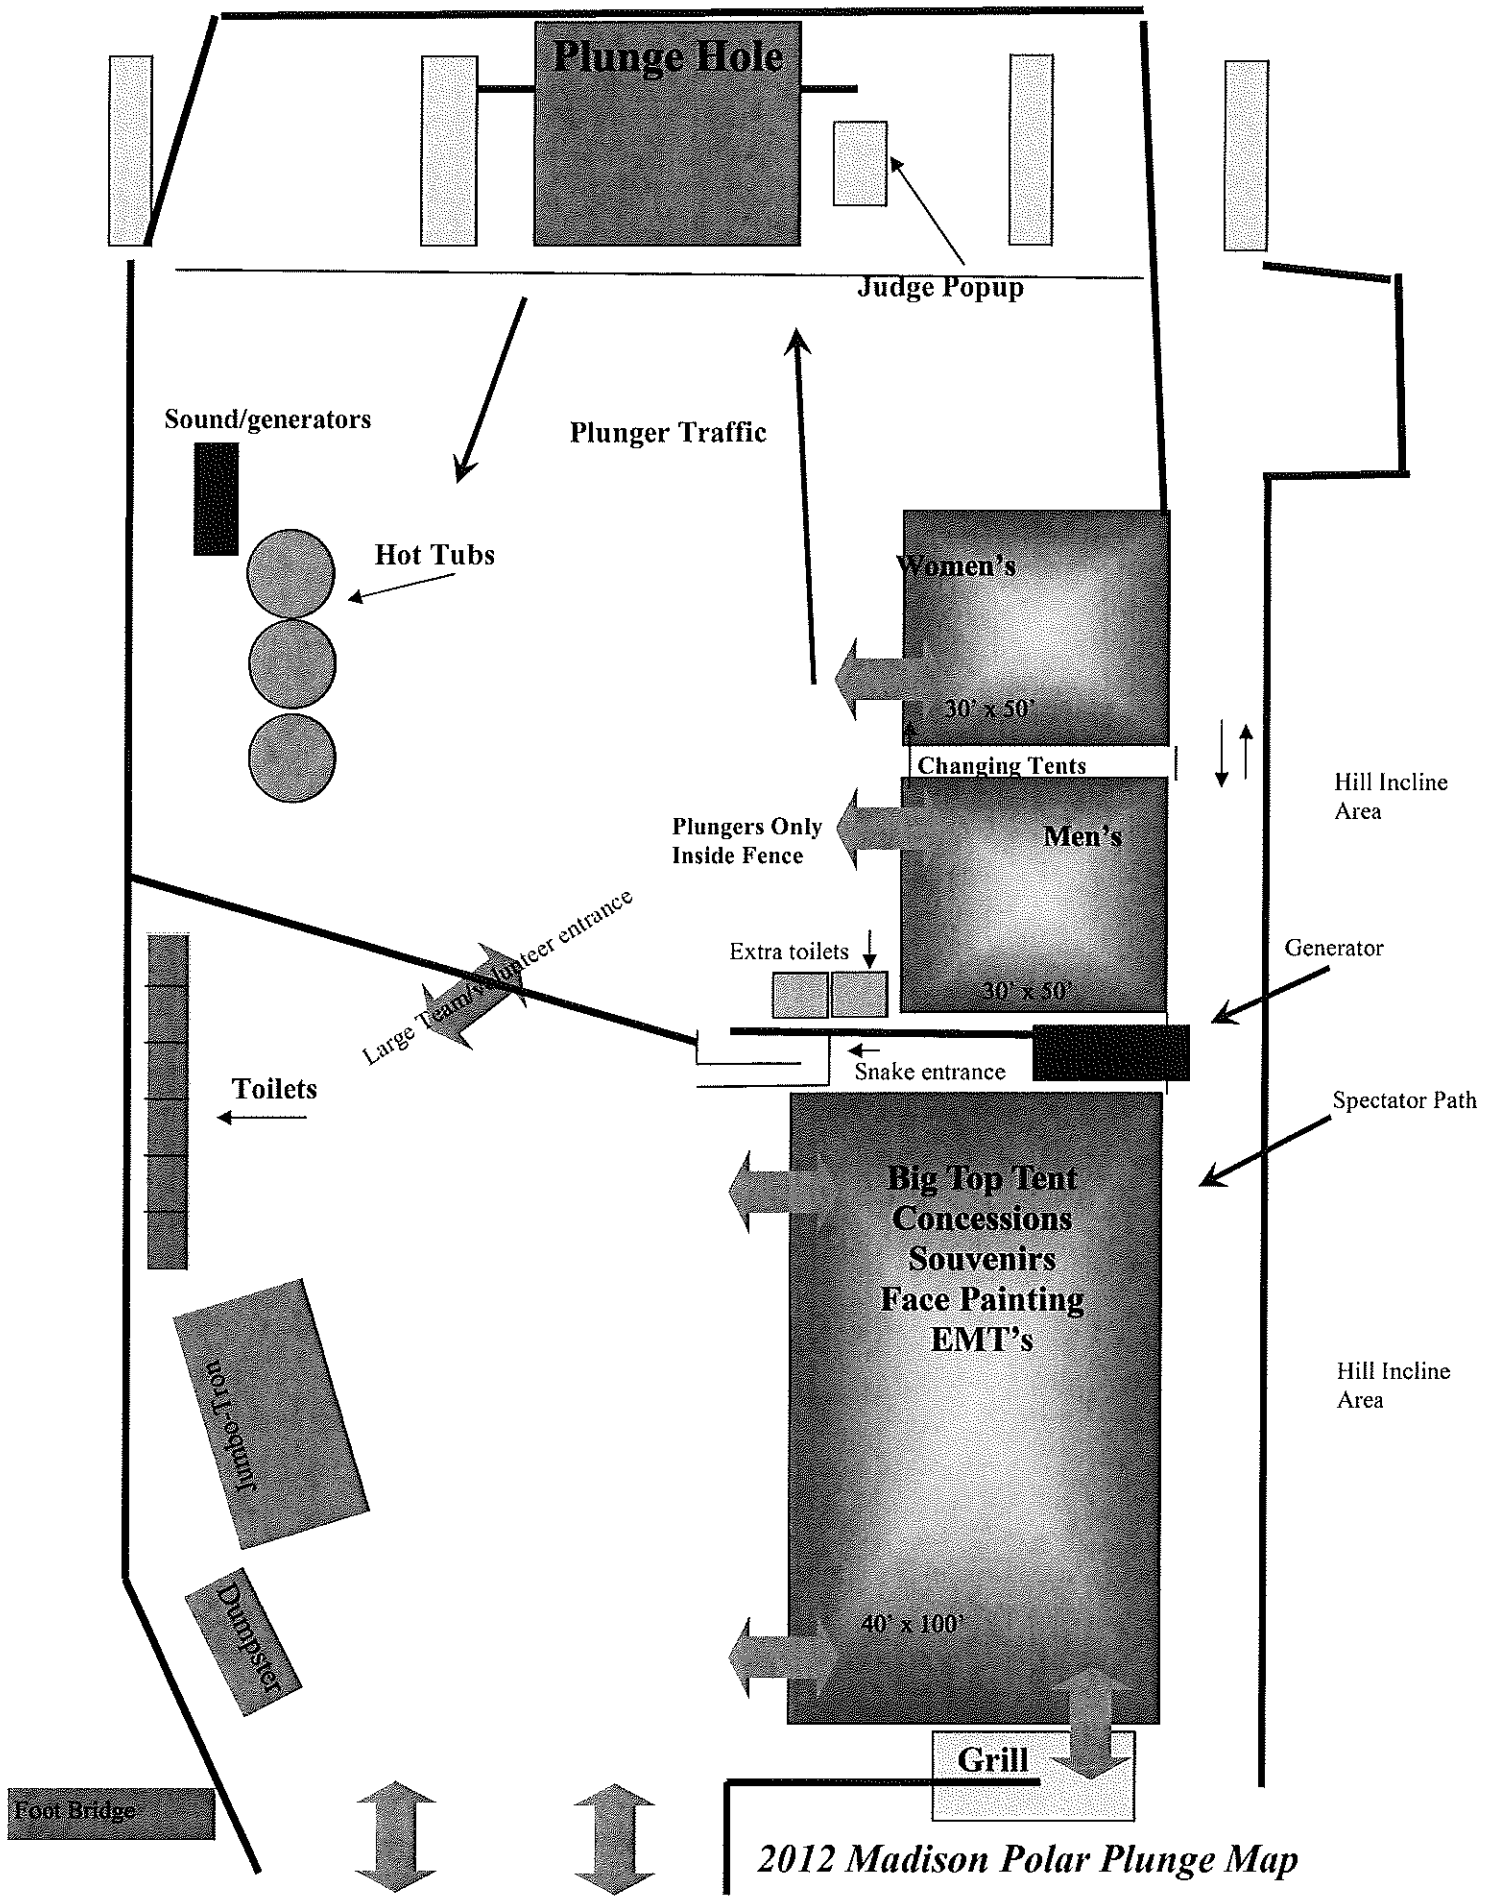 Plunge Hole
Judge Popup
Sound/generators
Plunger Traffic
Hot Tubs
Women's
30' x 50'
Changing Tents
Hill Incline
Area
Plungers Only
Inside Fence
Men's
Large Team/volunteer entrance
Extra toilets
Generator
30' x 50'
Snake entrance
Toilets
Spectator Path
Big Top Tent
Concessions
Souvenirs
Face Painting
EMT's
Jumbo-Tron
Hill Incline
Area
Dumpster
40' x 100'
Grill
Foot Bridge
2012 Madison Polar Plunge Map